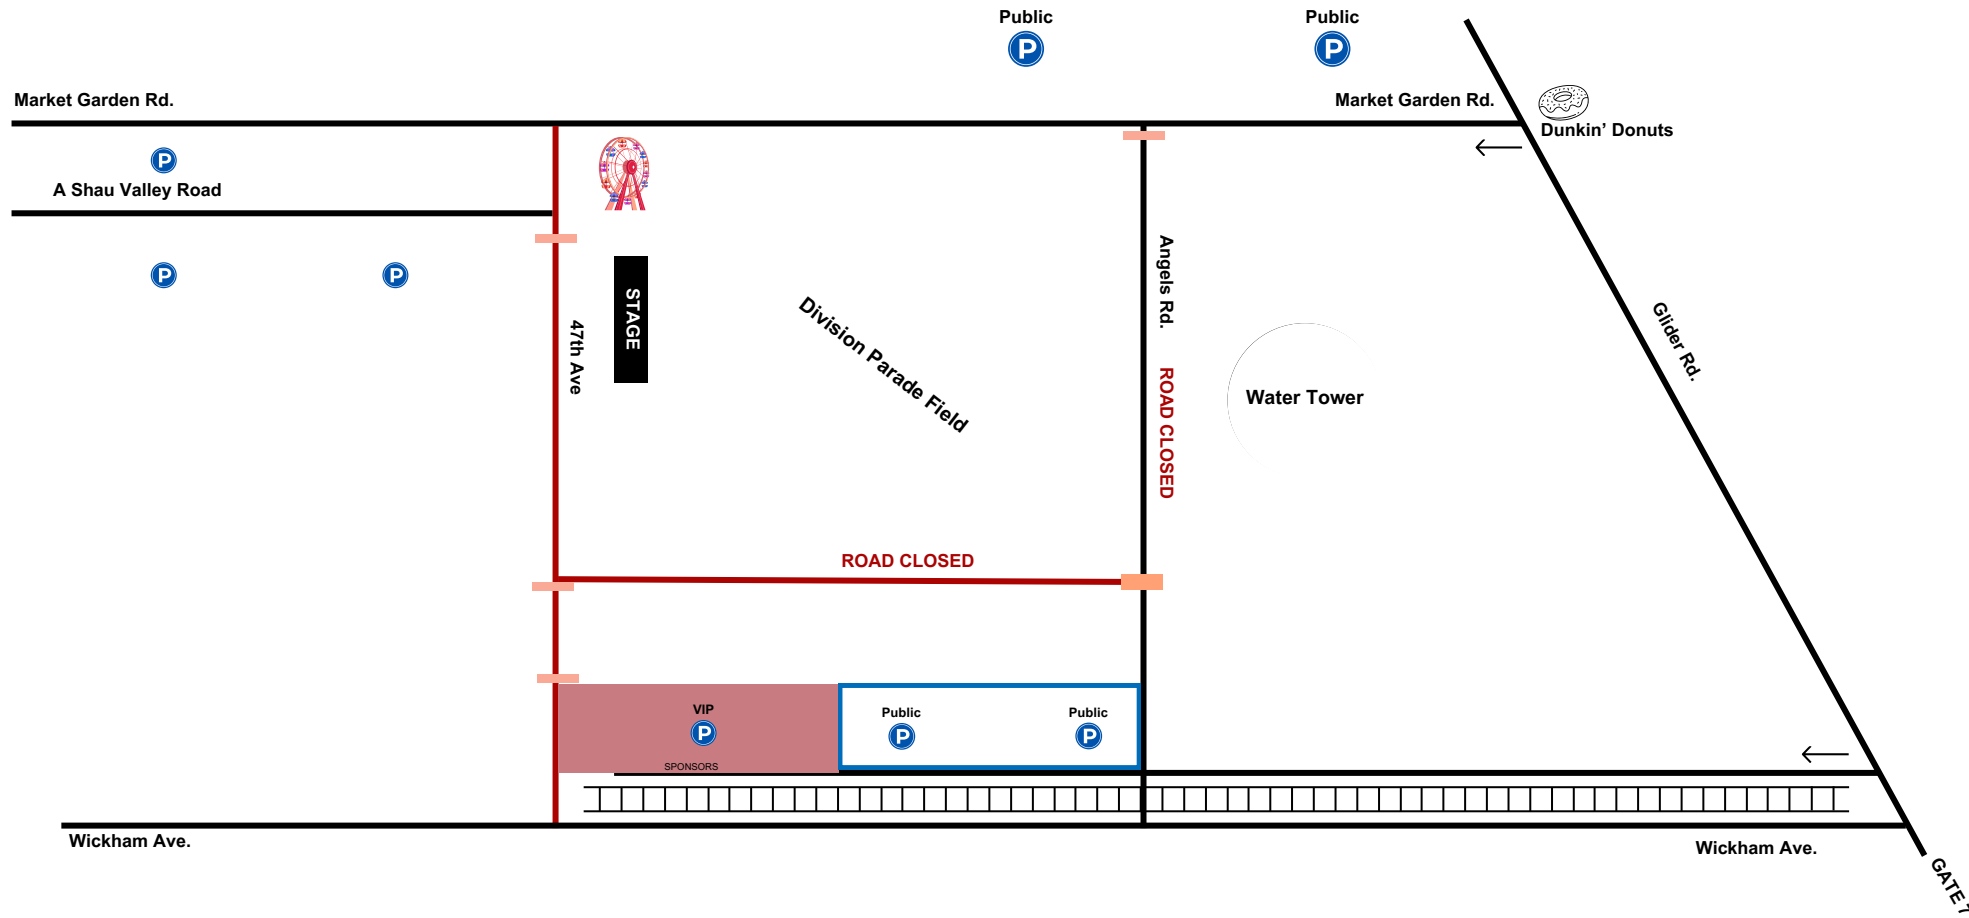 Public
Public
P
P
Market Garden Rd.
Market Garden Rd.
Dunkin' Donuts
P
A Shau Valley Road
P
P
47th Ave
STAGE
Division Parade Field
Angels Rd.
ROAD CLOSED
Water Tower
Glider Rd.
ROAD CLOSED
VIP
P
SPONSORS
Public
P
Public
P
Wickham Ave.
Wickham Ave.
GATE 7